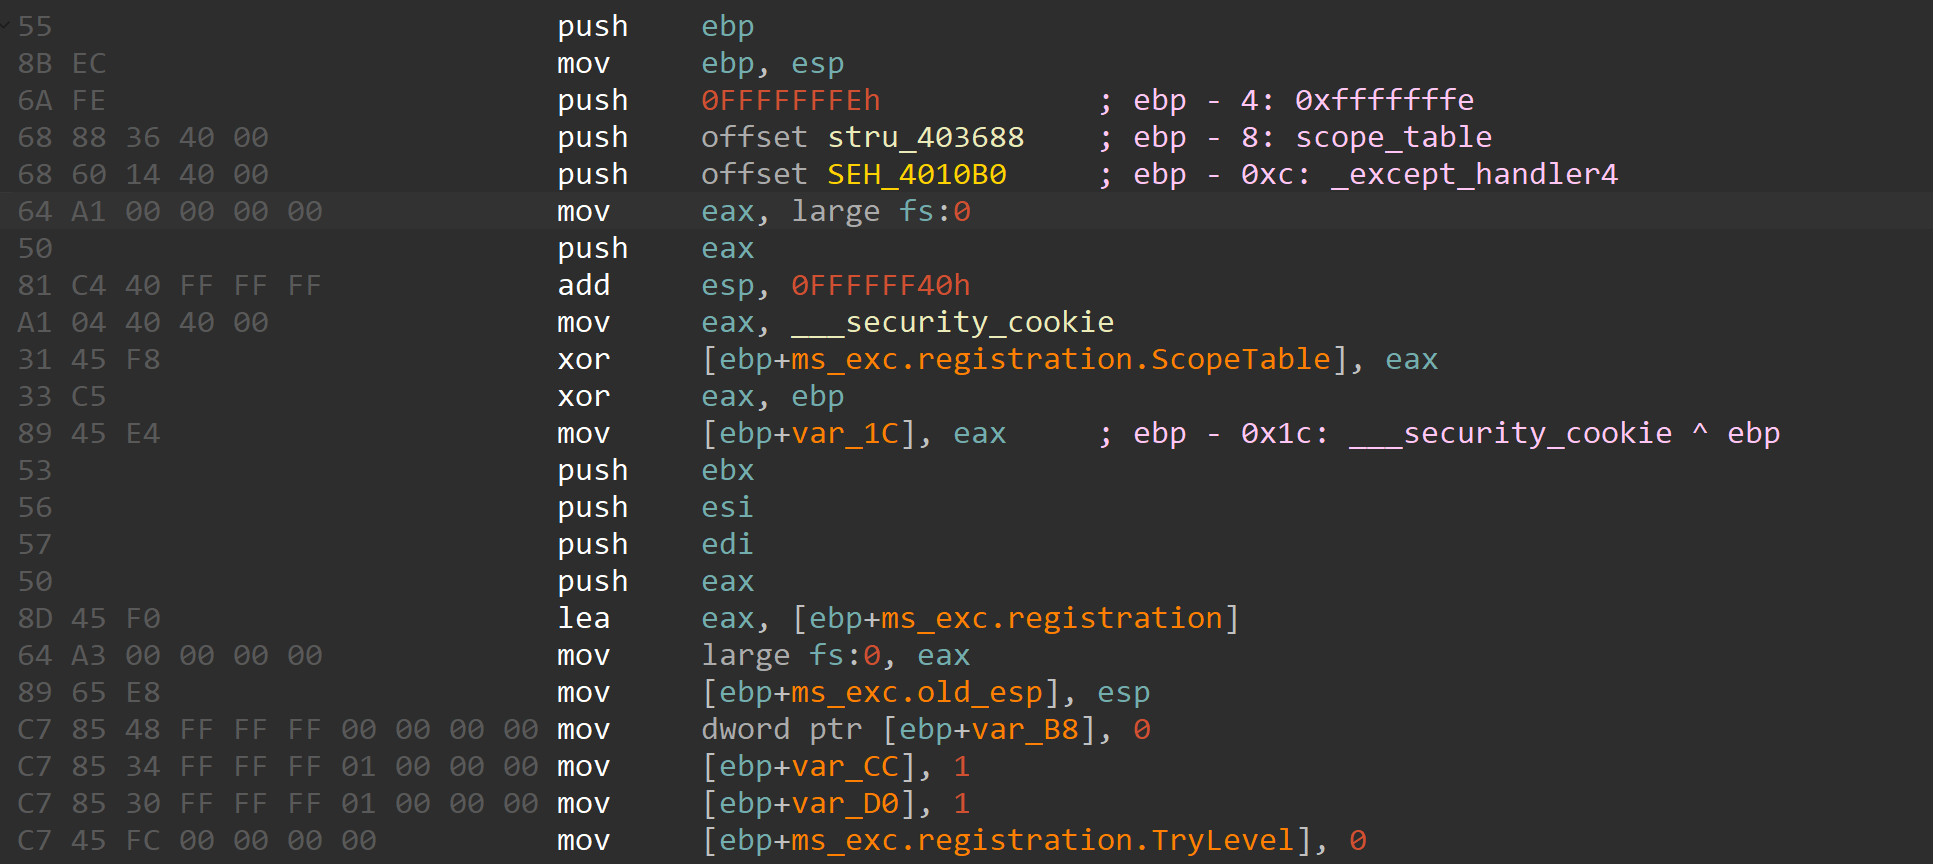 55 push ebp
8B EC mov ebp, esp
6A FE push 0FFFFFFFEh ; ebp - 4: 0xfffffffe
68 88 36 40 00 push offset stru_403688 ; ebp - 8: scope_table
68 60 14 40 00 push offset SEH_4010B0 ; ebp - 0xc: _except_handler4
64 A1 00 00 00 00 mov eax, large fs:0
50 push eax
81 C4 40 FF FF FF add esp, 0FFFFFF40h
A1 04 40 40 00 mov eax, ___security_cookie
31 45 F8 xor [ebp+ms_exc.registration.ScopeTable], eax
33 C5 xor eax, ebp
89 45 E4 mov [ebp+var_1C], eax ; ebp - 0x1c: ___security_cookie ^ ebp
53 push ebx
56 push esi
57 push edi
50 push eax
8D 45 F0 lea eax, [ebp+ms_exc.registration]
64 A3 00 00 00 00 mov large fs:0, eax
89 65 E8 mov [ebp+ms_exc.old_esp], esp
C7 85 48 FF FF FF 00 00 00 00 mov dword ptr [ebp+var_B8], 0
C7 85 34 FF FF FF 01 00 00 00 mov [ebp+var_CC], 1
C7 85 30 FF FF FF 01 00 00 00 mov [ebp+var_D0], 1
C7 45 FC 00 00 00 00 mov [ebp+ms_exc.registration.TryLevel], 0